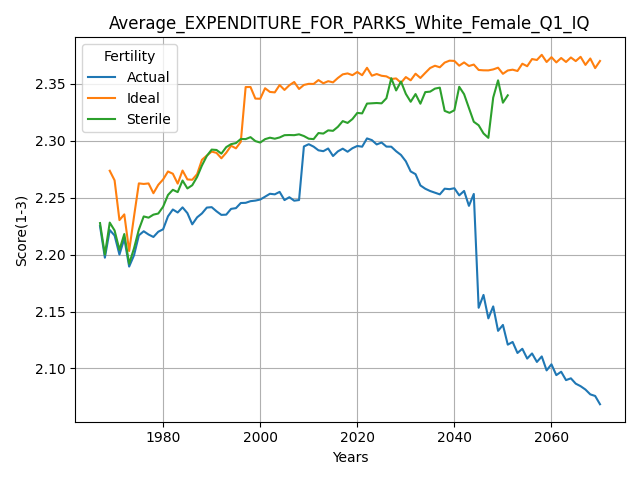 Average_EXPENDITURE_FOR_PARKS_White_Female_Q1_IQ
Fertility
Actual
Ideal
Sterile
Score(1-3)
2.35
2.30
2.25
2.20
2.15
2.10
1980 2000 2020 2040 2060
Years